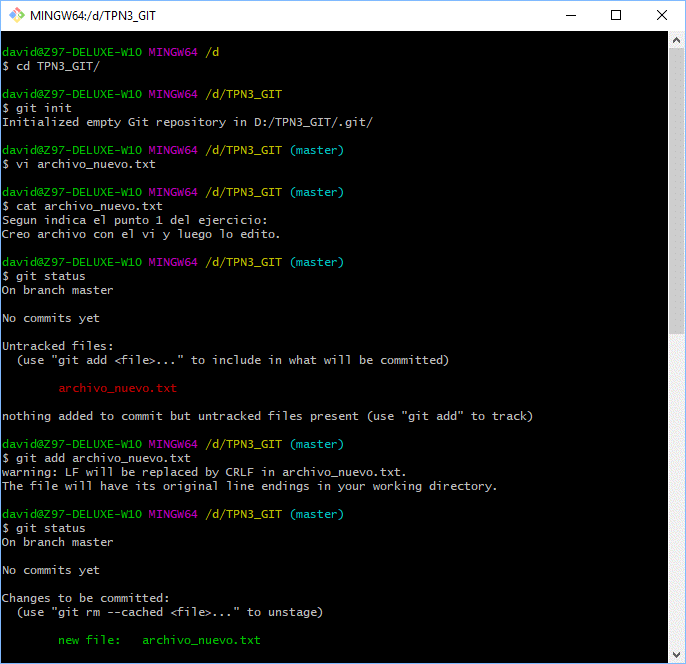 MINGW64:/d/TPN3_GIT
david@Z97-DELUXE-W10 MINGW64 /d
$ cd TPN3_GIT/
david@Z97-DELUXE-W10 MINGW64 /d/TPN3_GIT
$ git init
Initialized empty Git repository in D:/TPN3_GIT/.git/
david@Z97-DELUXE-W10 MINGW64 /d/TPN3_GIT (master)
$ vi archivo_nuevo.txt
david@Z97-DELUXE-W10 MINGW64 /d/TPN3_GIT (master)
$ cat archivo_nuevo.txt
Segun indica el punto 1 del ejercicio:
Creo archivo con el vi y luego lo edito.
david@Z97-DELUXE-W10 MINGW64 /d/TPN3_GIT (master)
$ git status
On branch master
No commits yet
Untracked files:
(use "git add <file>..." to include in what will be committed)
archivo_nuevo.txt
nothing added to commit but untracked files present (use "git add" to track)
david@Z97-DELUXE-W10 MINGW64 /d/TPN3_GIT (master)
$ git add archivo_nuevo.txt
warning: LF will be replaced by CRLF in archivo_nuevo.txt.
The file will have its original line endings in your working directory.
david@Z97-DELUXE-W10 MINGW64 /d/TPN3_GIT (master)
$ git status
On branch master
No commits yet
Changes to be committed:
(use "git rm --cached <file>..." to unstage)
new file:   archivo_nuevo.txt